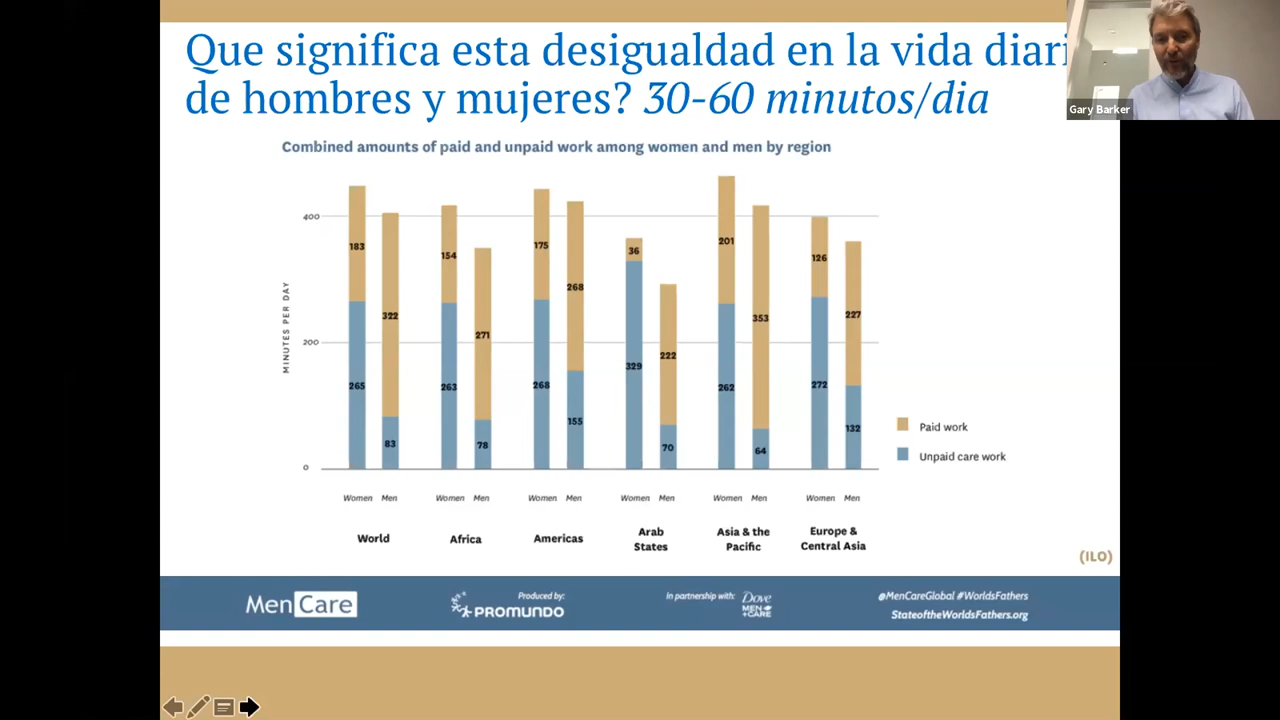 Que significa esta desigualdad en la vida diari
de hombres y mujeres? 30-60 minutos/dia
Gary Barker
Combined amounts of paid and unpaid work among women and men by region
MINUTES PER DAY
400
200
0
183
265
322
83
154
263
271
78
175
268
268
155
36
329
222
70
201
262
353
64
126
272
227
132
Paid work
Unpaid care work
Women Men Women Men Women Men Women Men Women Men Women Men
World
Africa
Americas
Arab
States
Asia & the
Pacific
Europe &
Central Asia
(ILO)
MenCare
Produced by:
PROMUNDO
In partnership with:
Dove
MEN
+CARE
@MenCareGlobal #WorldsFathers
StateoftheWorldsFathers.org